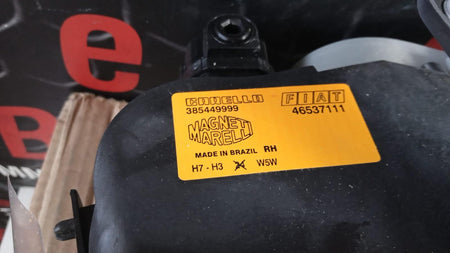 CARELLO FIAT
385449999 46537111
MAGNETI
MARELLI
MADE IN BRAZIL RH
H7 - H3 W5W